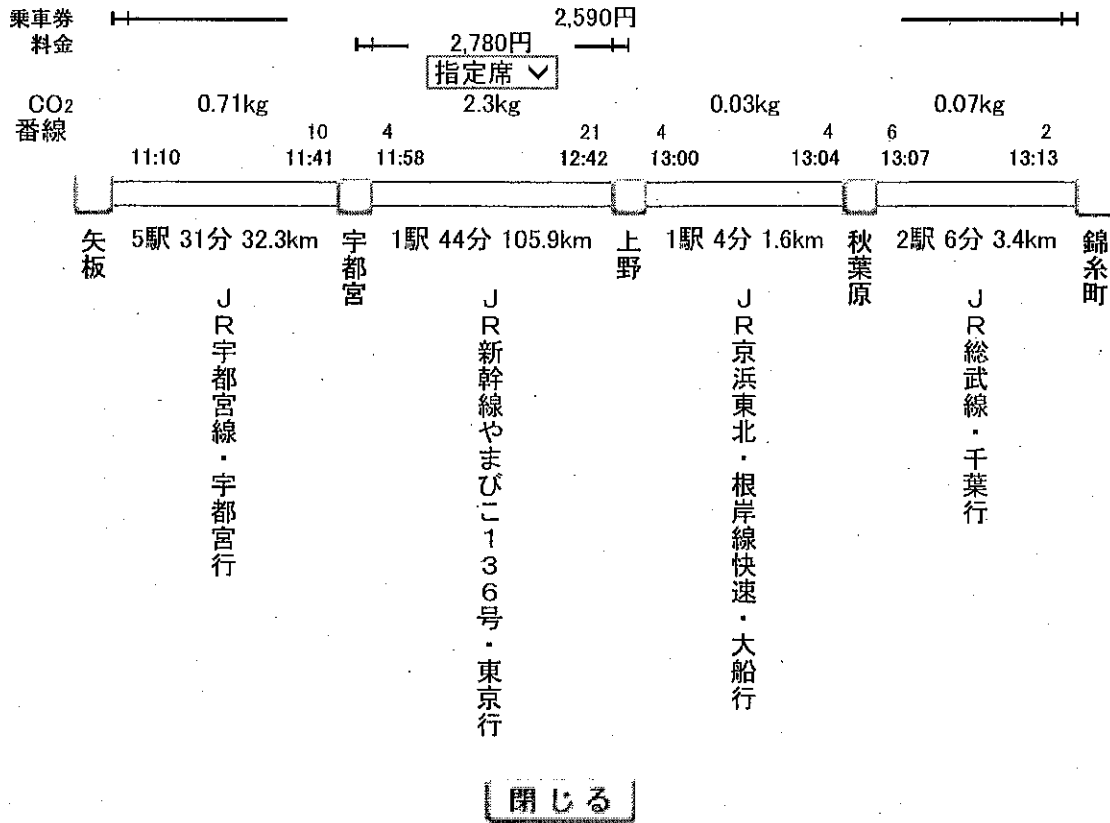 乗車券 2,590円
料金 2,780円
指定席
CO2 0.71kg 2.3kg 0.03kg 0.07kg
番線 10 4 21 4 4 6 2
11:10 11:41 11:58 12:42 13:00 13:04 13:07 13:13
5駅 31分 32.3km 1駅 44分 105.9km 1駅 4分 1.6km 2駅 6分 3.4km
矢板
宇都宮
上野
秋葉原
錦糸町
JR宇都宮線・宇都宮行
JR新幹線やまびこ136号・東京行
JR京浜東北・根岸線快速・大船行
JR総武線・千葉行
閉じる